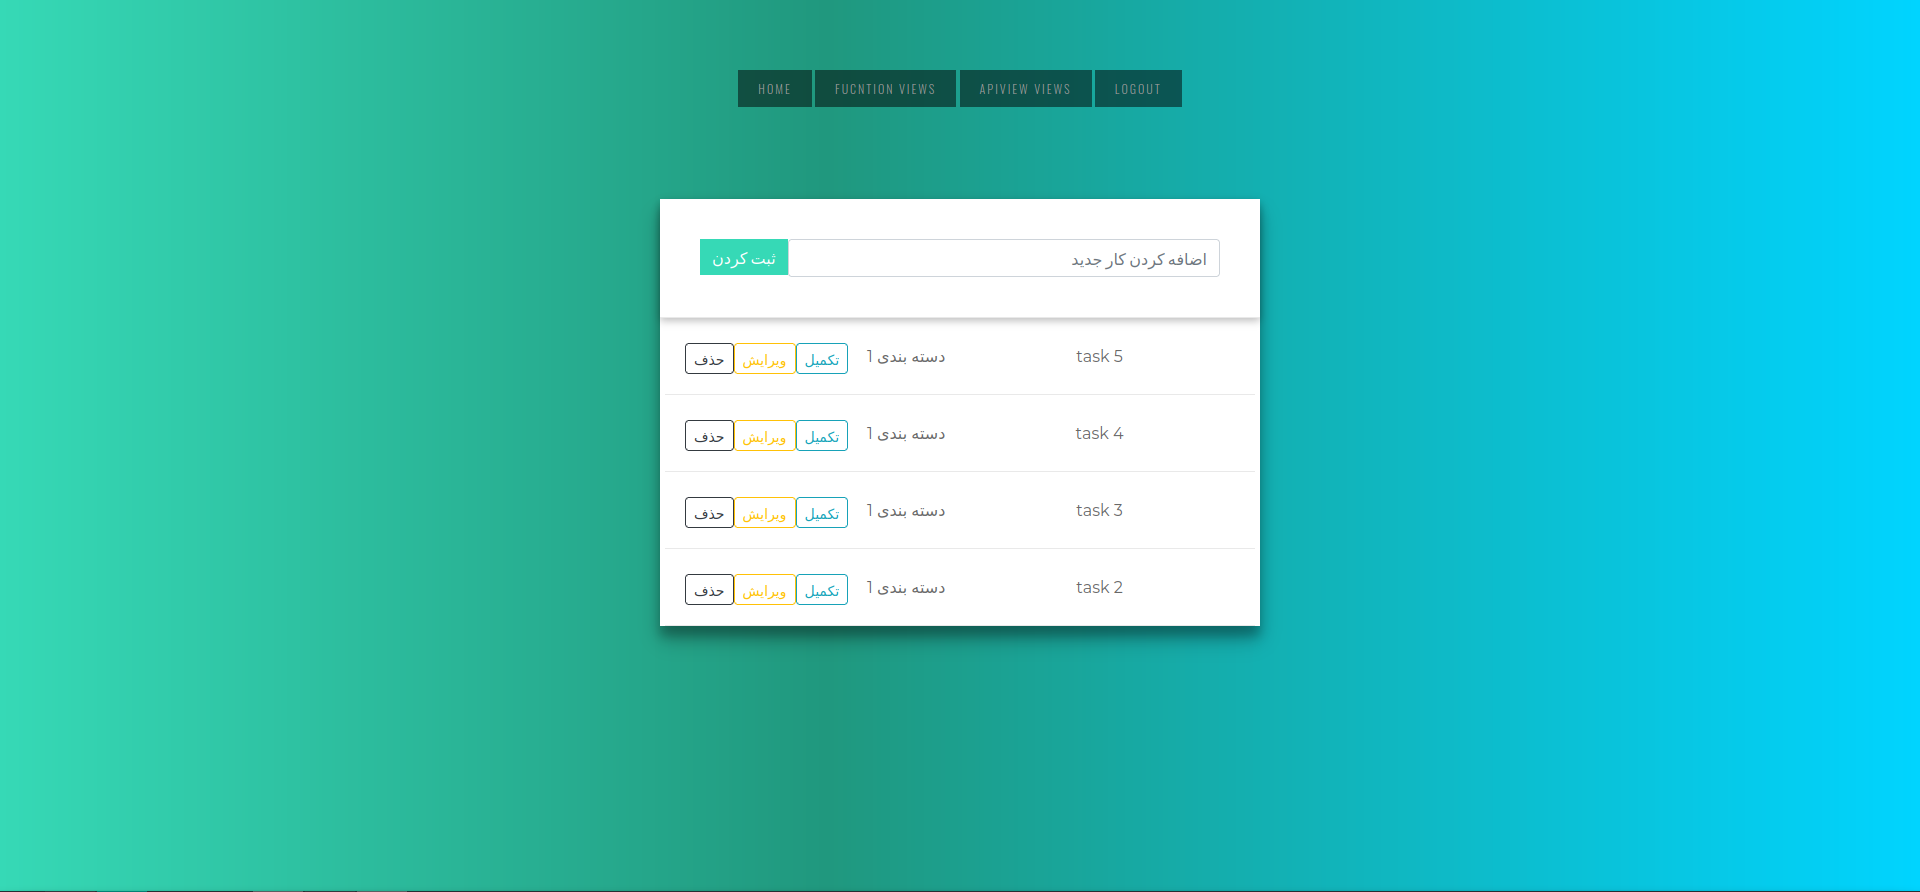 HOME FUCNTION VIEWS APIVIEW VIEWS LOGOUT
اضافه کردن کار جدید ثبت کردن
task 5 دسته بندی 1 تکمیل ویرایش حذف
task 4 دسته بندی 1 تکمیل ویرایش حذف
task 3 دسته بندی 1 تکمیل ویرایش حذف
task 2 دسته بندی 1 تکمیل ویرایش حذف